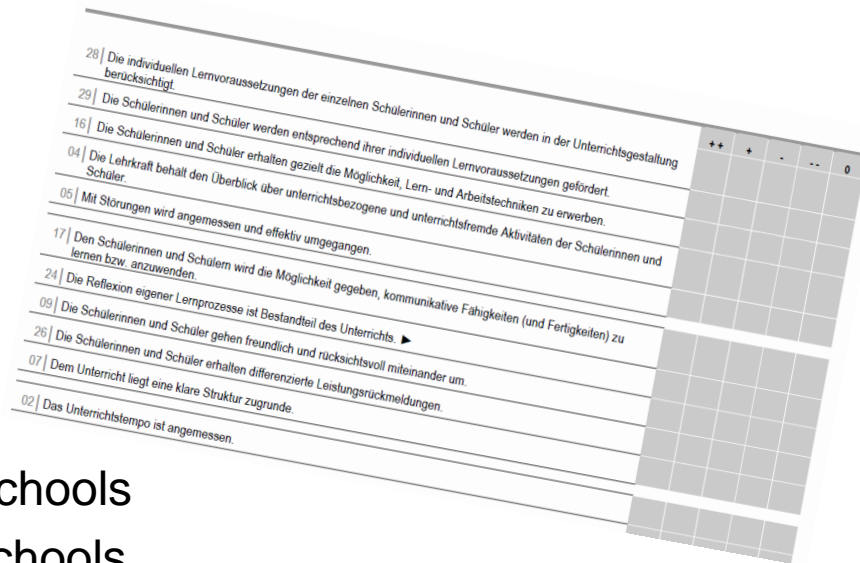 ++ + - -- 0
28| Die individuellen Lernvoraussetzungen der einzelnen Schülerinnen und Schüler werden in der Unterrichtsgestaltung
berücksichtigt.
29| Die Schülerinnen und Schüler werden entsprechend ihrer individuellen Lernvoraussetzungen gefördert.
16| Die Schülerinnen und Schüler erhalten gezielt die Möglichkeit, Lern- und Arbeitstechniken zu erwerben.
04| Die Lehrkraft behält den Überblick über unterrichtsbezogene und unterrichtsfremde Aktivitäten der Schülerinnen und
Schüler.
05| Mit Störungen wird angemessen und effektiv umgegangen.
17| Den Schülerinnen und Schülern wird die Möglichkeit gegeben, kommunikative Fähigkeiten (und Fertigkeiten) zu
lernen bzw. anzuwenden.
24| Die Reflexion eigener Lernprozesse ist Bestandteil des Unterrichts. ►
09| Die Schülerinnen und Schüler gehen freundlich und rücksichtsvoll miteinander um.
26| Die Schülerinnen und Schüler erhalten differenzierte Leistungsrückmeldungen.
07| Dem Unterricht liegt eine klare Struktur zugrunde.
02| Das Unterrichtstempo ist angemessen.
chools
chools